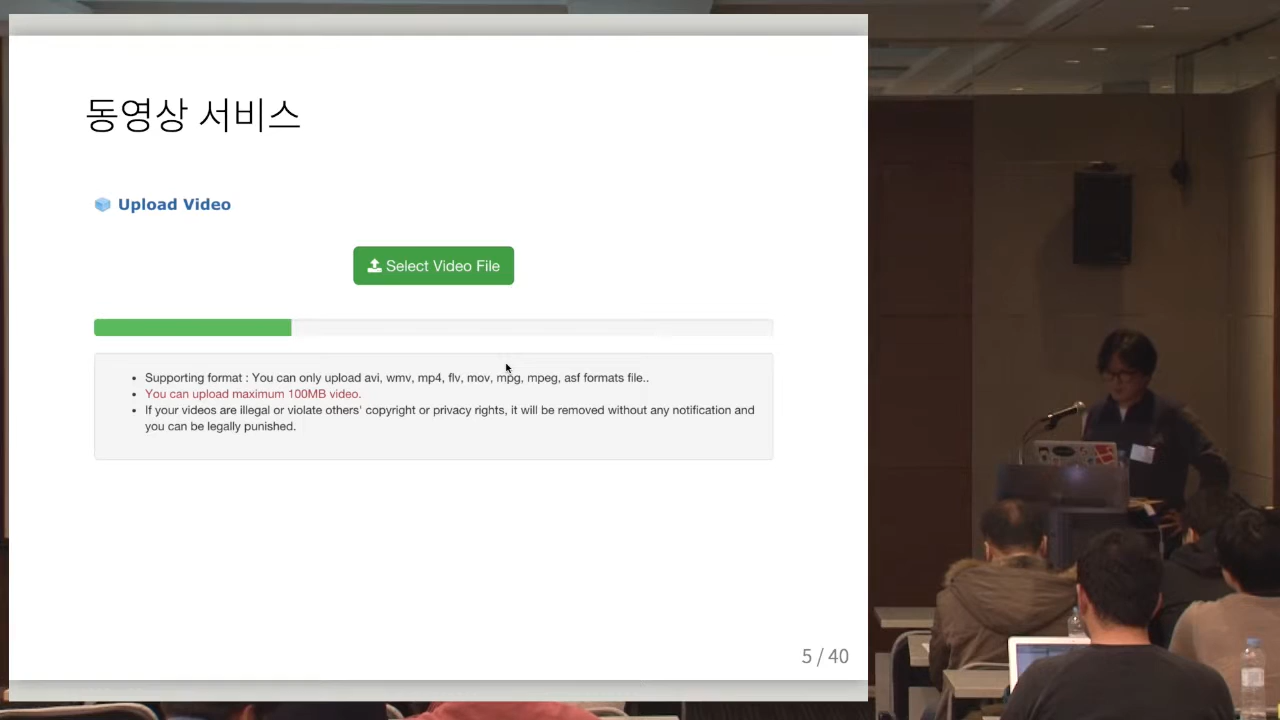 동영상 서비스
Upload Video
Select Video File
Supporting format : You can only upload avi, wmv, mp4, flv, mov, mpg, mpeg, asf formats file..
You can upload maximum 100MB video.
If your videos are illegal or violate others' copyright or privacy rights, it will be removed without any notification and
you can be legally punished.
5 / 40